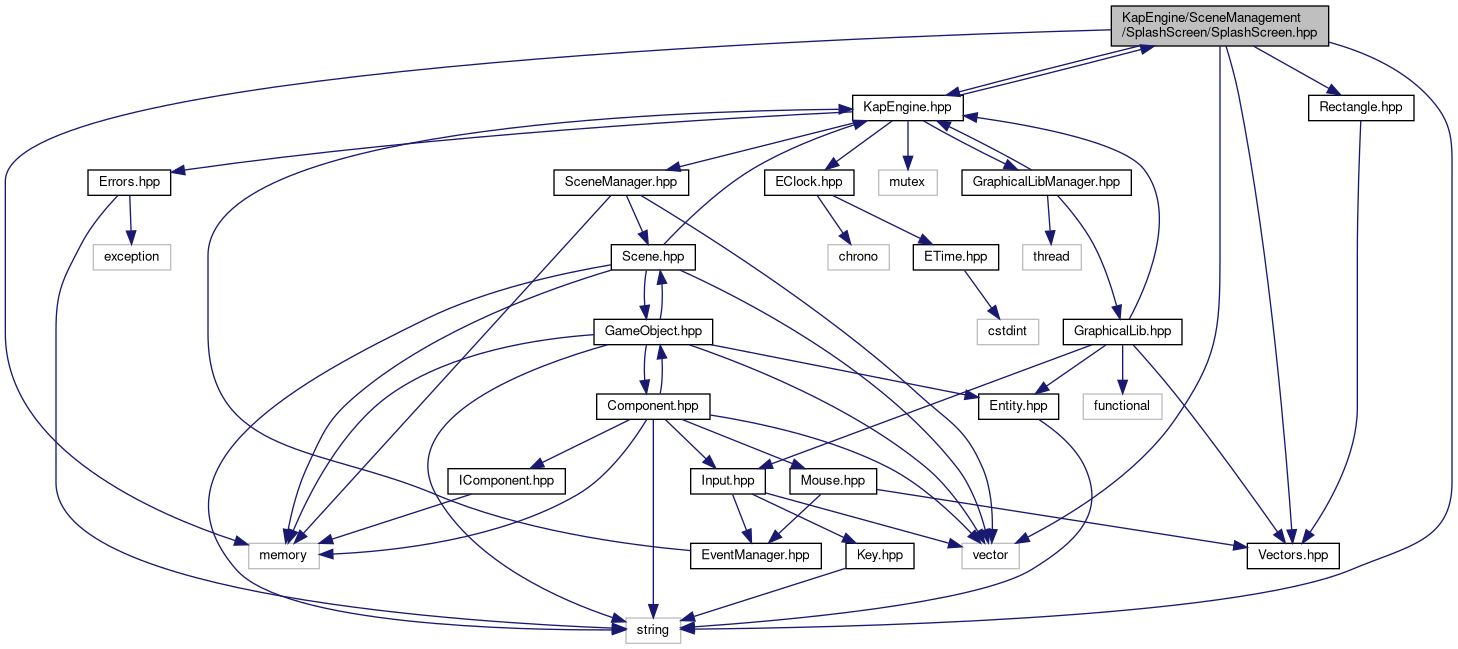 KapEngine/SceneManagement
/SplashScreen/SplashScreen.hpp
KapEngine.hpp
Rectangle.hpp
Errors.hpp
SceneManager.hpp
EClock.hpp
mutex
GraphicalLibManager.hpp
exception
Scene.hpp
chrono
ETime.hpp
thread
GameObject.hpp
cstdint
GraphicalLib.hpp
Component.hpp
Entity.hpp
functional
IComponent.hpp
Input.hpp
Mouse.hpp
memory
EventManager.hpp
Key.hpp
vector
Vectors.hpp
string